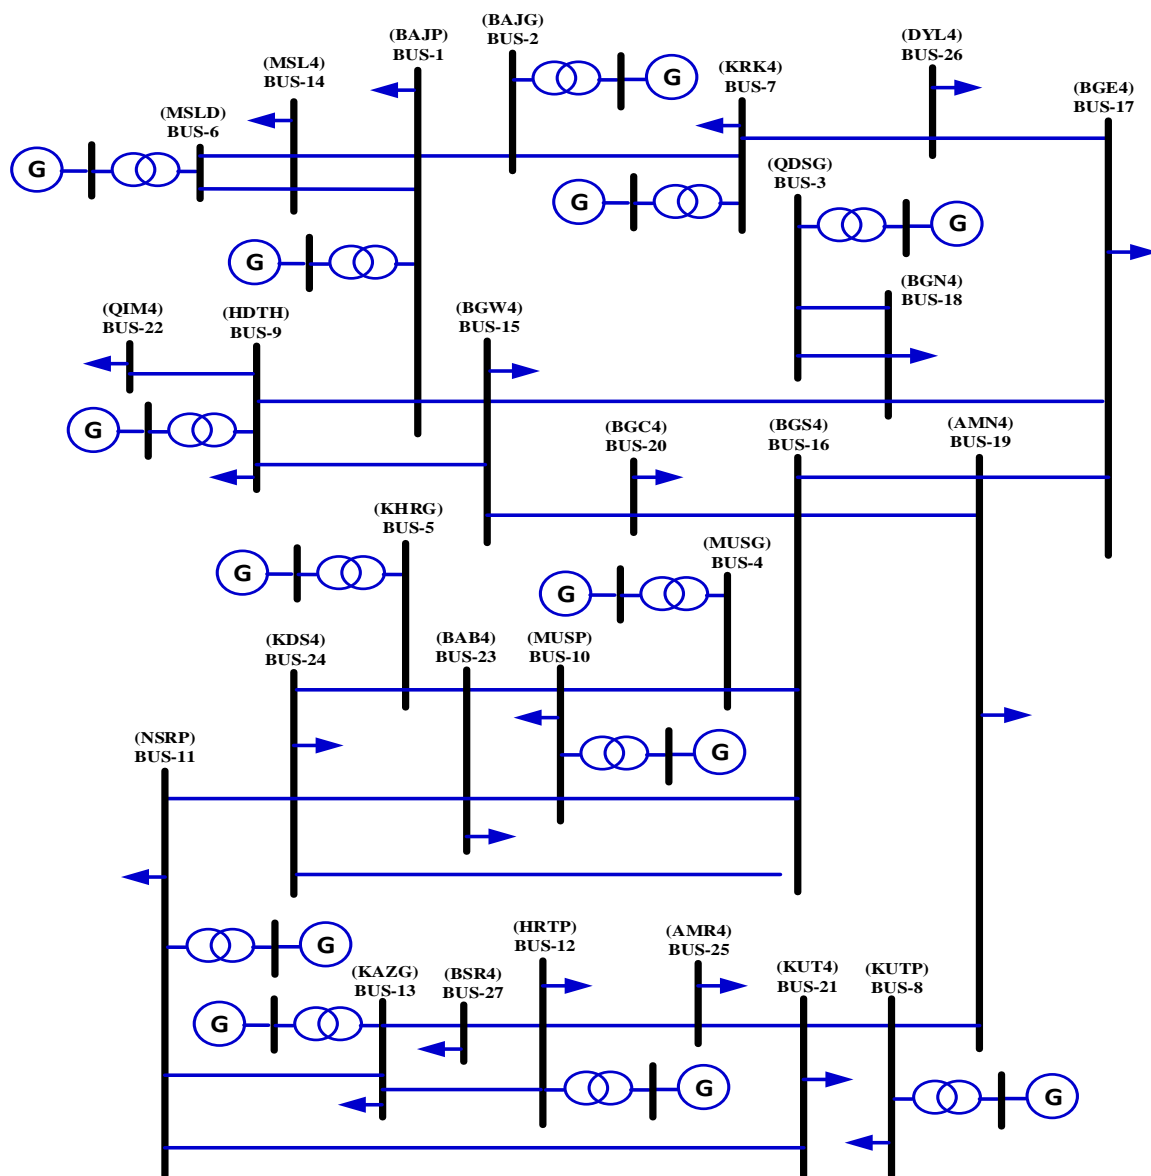 (BAJP)
BUS-1
(BAJG)
BUS-2
(DYL4)
BUS-26
(MSL4)
BUS-14
(KRK4)
BUS-7
(BGE4)
BUS-17
(MSLD)
BUS-6
G
G
(QDSG)
BUS-3
G
G
G
(BGN4)
BUS-18
(QIM4)
BUS-22
(HDTH)
BUS-9
(BGW4)
BUS-15
G
(BGC4)
BUS-20
(BGS4)
BUS-16
(AMN4)
BUS-19
(KHRG)
BUS-5
(MUSG)
BUS-4
G
G
(KDS4)
BUS-24
(BAB4)
BUS-23
(MUSP)
BUS-10
(NSRP)
BUS-11
G
(HRTP)
BUS-12
(AMR4)
BUS-25
G
(KAZG)
BUS-13
(BSR4)
BUS-27
(KUT4)
BUS-21
(KUTP)
BUS-8
G
G
G